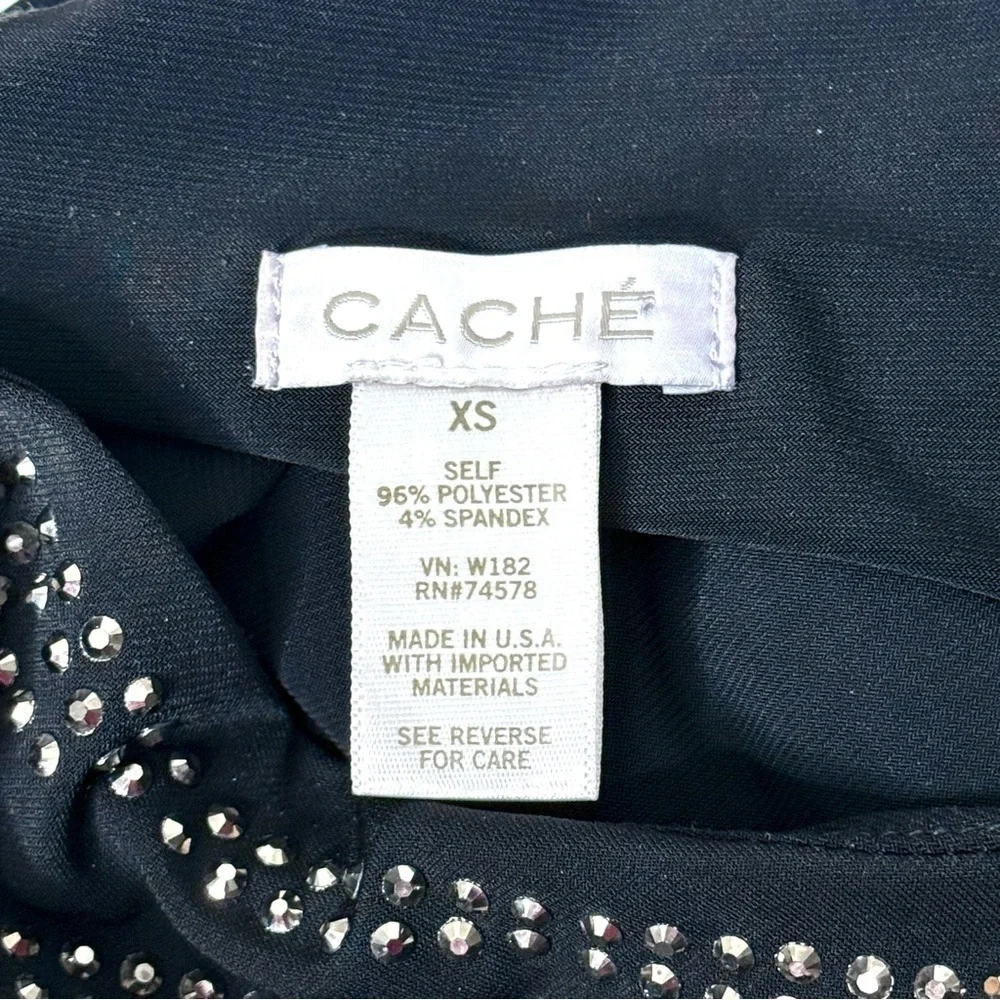 CACHÉ
XS
SELF
96% POLYESTER
4% SPANDEX
VN: W182
RN#74578
MADE IN U.S.A.
WITH IMPORTED
MATERIALS
SEE REVERSE
FOR CARE